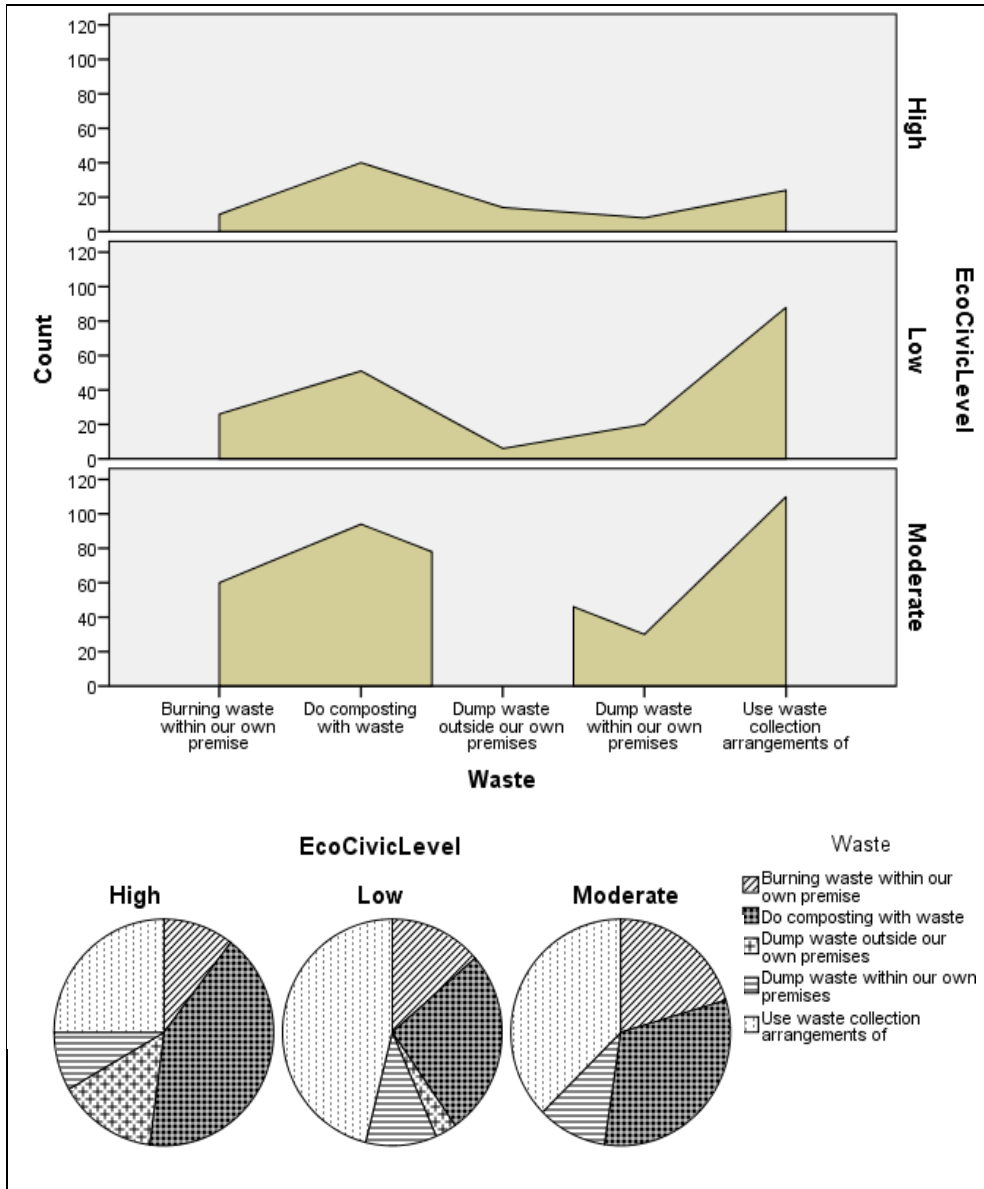 120
100
80
60
40
20
0
High
120
100
80
60
40
20
0
Low
120
100
80
60
40
20
0
Moderate
Count
EcoCivicLevel
Burning waste
within our own
premise
Do composting
with waste
Dump waste
outside our own
premises
Dump waste
within our own
premises
Use waste
collection
arrangements of
Waste
EcoCivicLevel
High
Low
Moderate
Waste
Burning waste within our
own premise
Do composting with waste
Dump waste outside our
own premises
Dump waste within our own
premises
Use waste collection
arrangements of